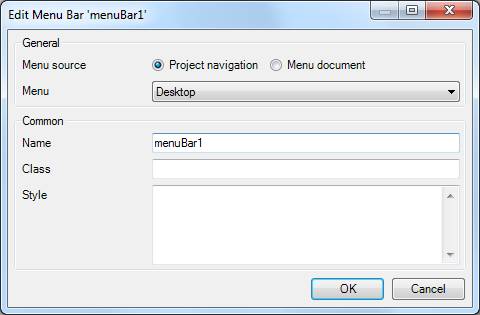 Edit Menu Bar 'menuBar1'
General
Menu source Project navigation Menu document
Menu Desktop
Common
Name menuBar1
Class
Style
OK Cancel